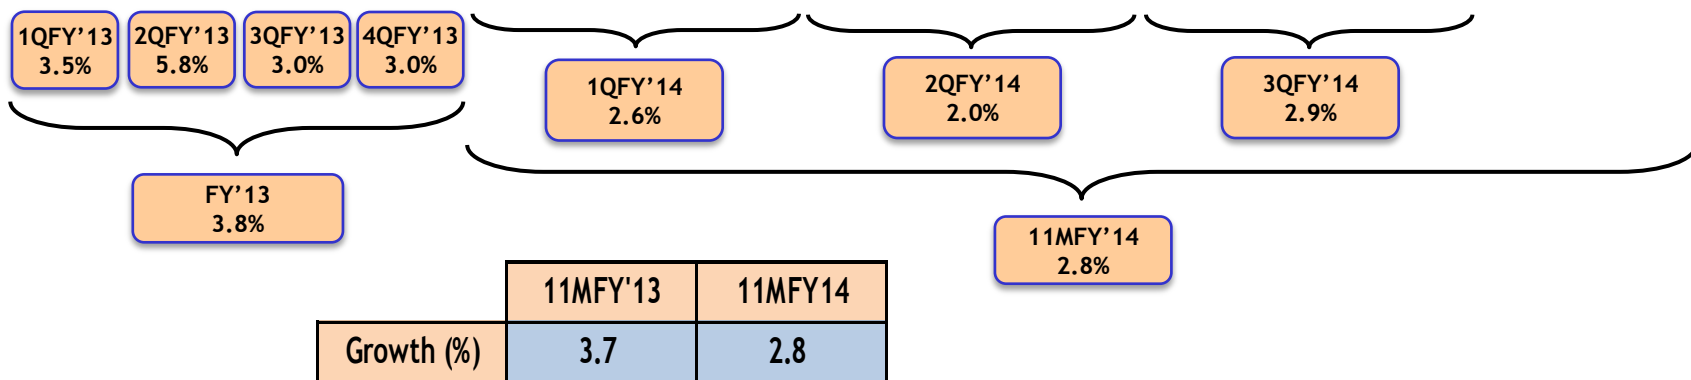 1QFY’13
3.5%
2QFY’13
5.8%
3QFY’13
3.0%
4QFY’13
3.0%
1QFY’14
2.6%
2QFY’14
2.0%
3QFY’14
2.9%
FY’13
3.8%
11MFY’14
2.8%
11MFY'13 11MFY14
Growth (%) 3.7 2.8